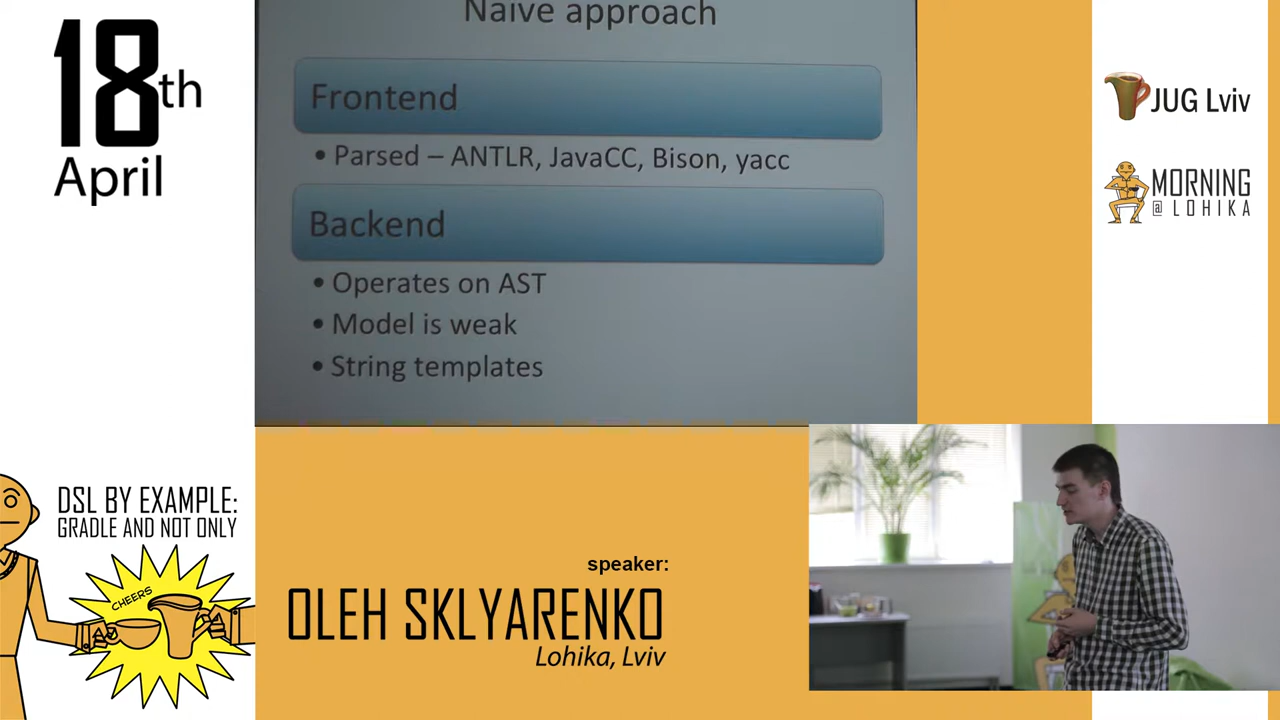 18th
April
Naive approach
Frontend
• Parsed – ANTLR, JavaCC, Bison, yacc
Backend
• Operates on AST
• Model is weak
• String templates
JUG Lviv
MORNING
@ LOHIKA
DSL BY EXAMPLE:
GRADLE AND NOT ONLY
CHEERS
speaker:
OLEH SKLYARENKO
Lohika, Lviv